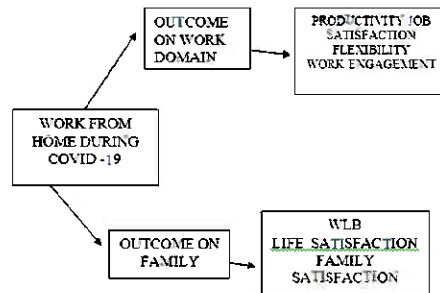 OUTCOME
ON WORK
DOMAIN
PRODUCTIVITY JOB
SATISFACTION
FLEXIBILITY
WORK ENGAGEMENT
WORK FROM
HOME DURING
COVID -19
OUTCOME ON
FAMILY
WLB
LIFE SATISFACTION
FAMILY
SATISFACTION